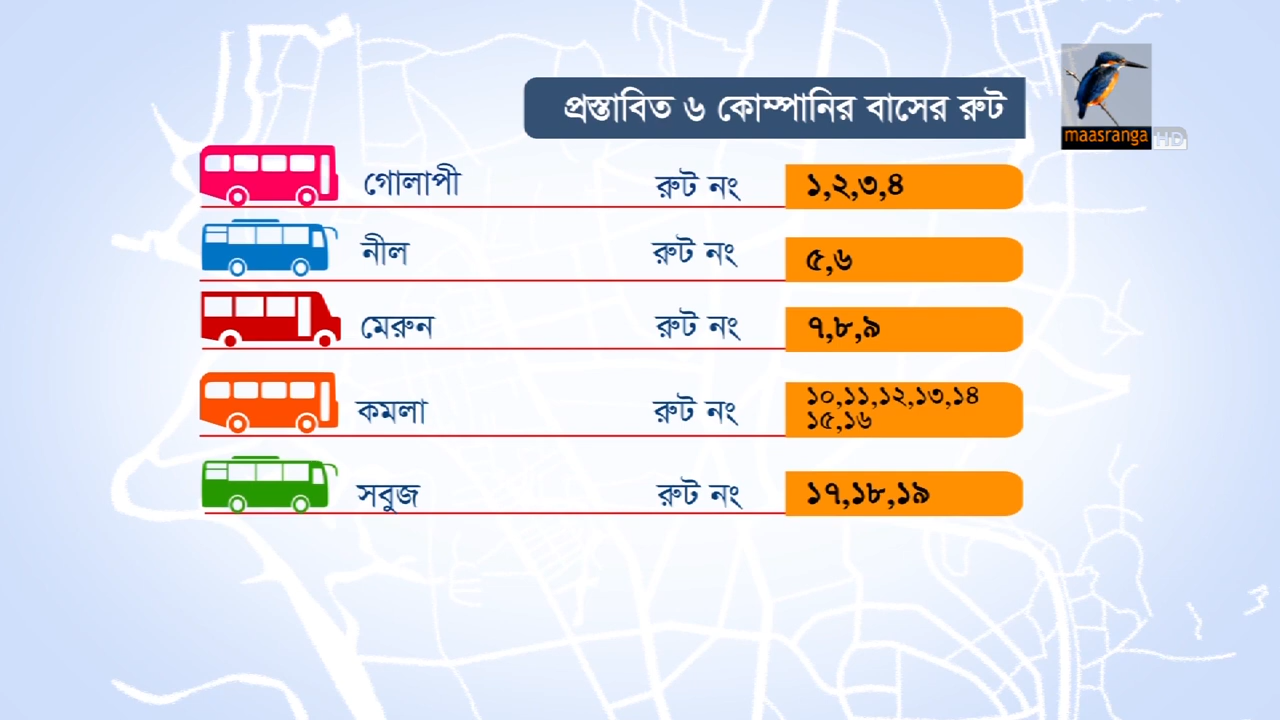 প্রস্তাবিত ৬ কোম্পানির বাসের রুট
maasranga HD
গোলাপী রুট নং ১,২,৩,৪
নীল রুট নং ৫,৬
মেরুন রুট নং ৭,৮,৯
কমলা রুট নং ১০,১১,১২,১৩,১৪
১৫,১৬
সবুজ রুট নং ১৭,১৮,১৯